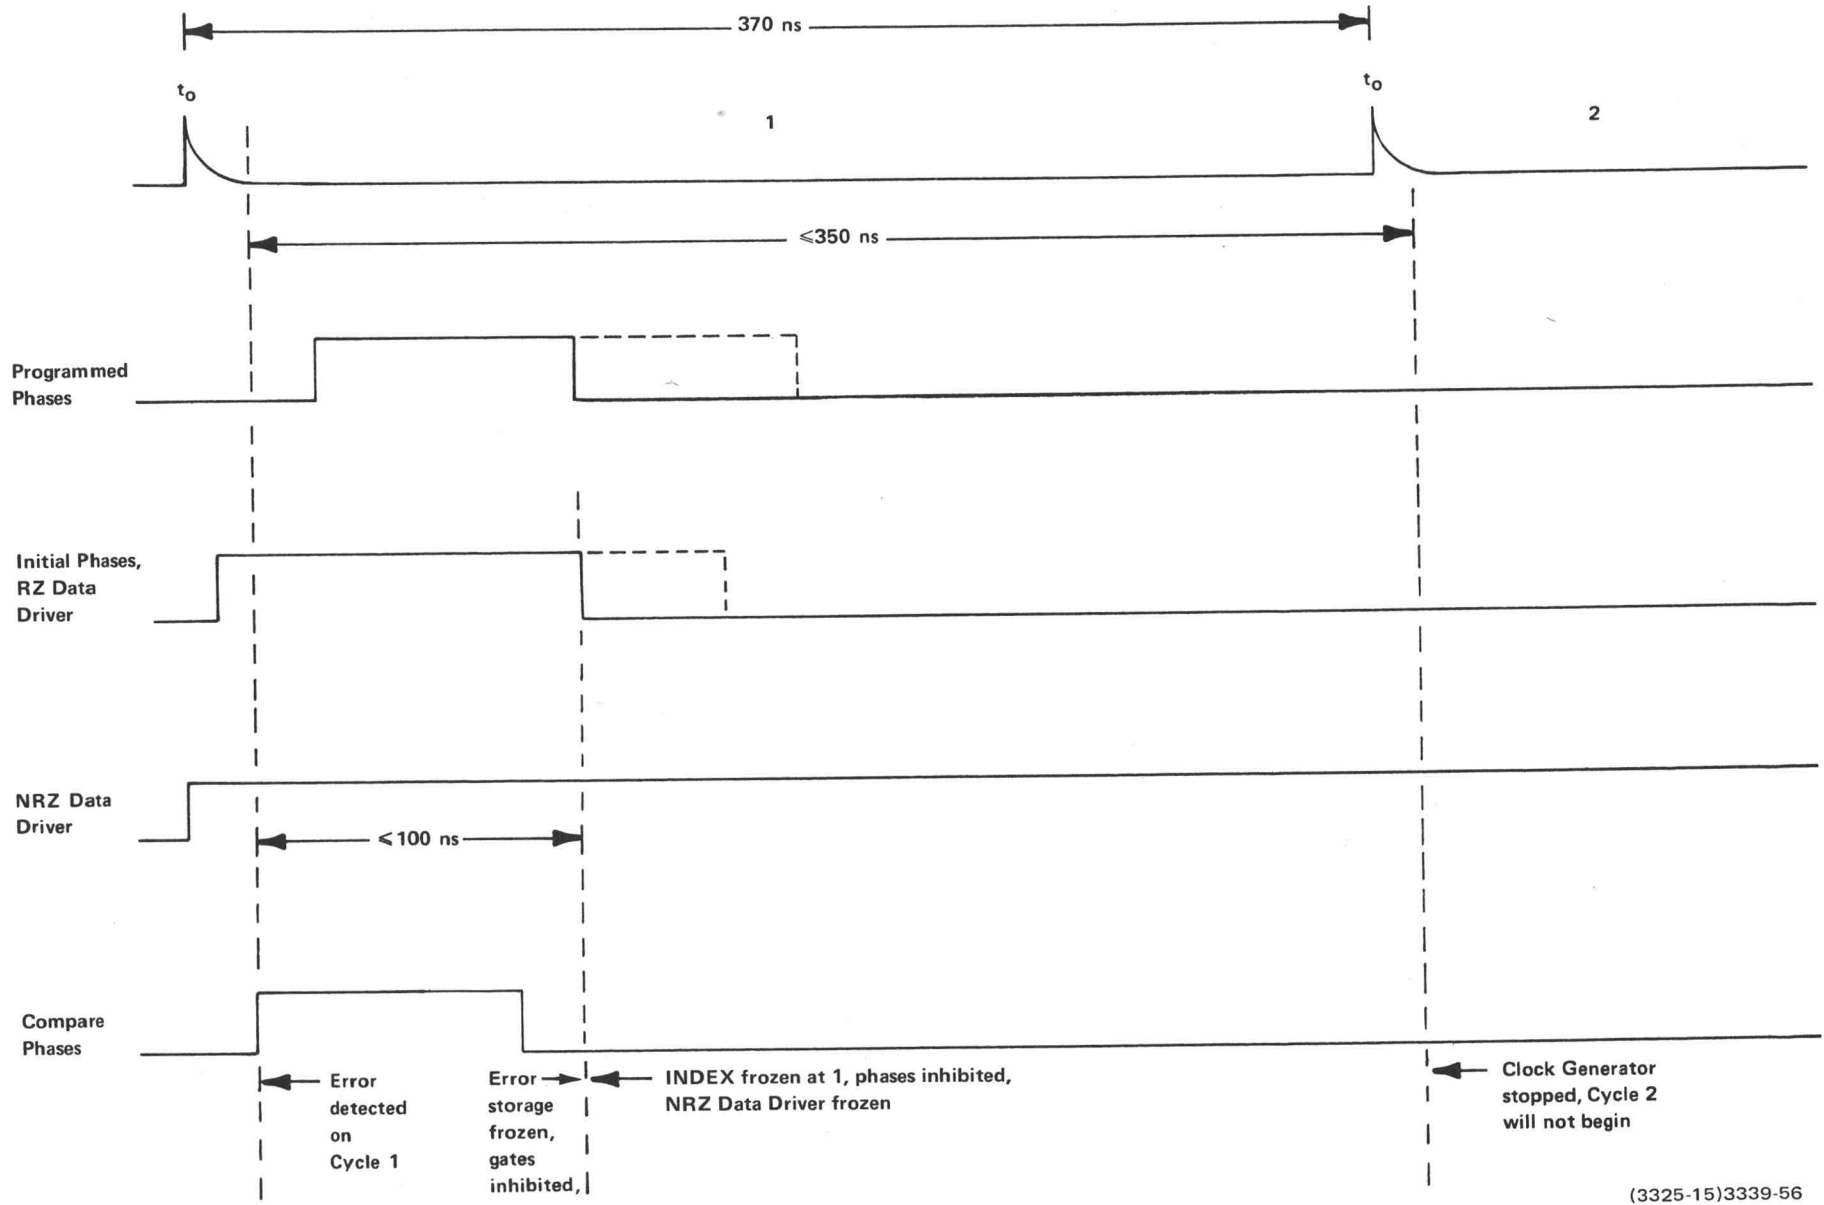 370 ns
t₀
t₀
1
2
⩽350 ns
Programmed
Phases
Initial Phases,
RZ Data
Driver
NRZ Data
Driver
⩽100 ns
Compare
Phases
Error
detected
on
Cycle 1
Error
storage
frozen,
gates
inhibited,
INDEX frozen at 1, phases inhibited,
NRZ Data Driver frozen
Clock Generator
stopped, Cycle 2
will not begin
(3325-15)3339-56